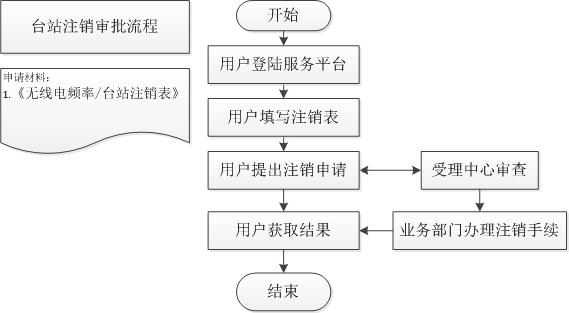 台站注销审批流程
申请材料：
1.《无线电频率/台站注销表》
开始
用户登陆服务平台
用户填写注销表
用户提出注销申请
受理中心审查
用户获取结果
业务部门办理注销手续
结束